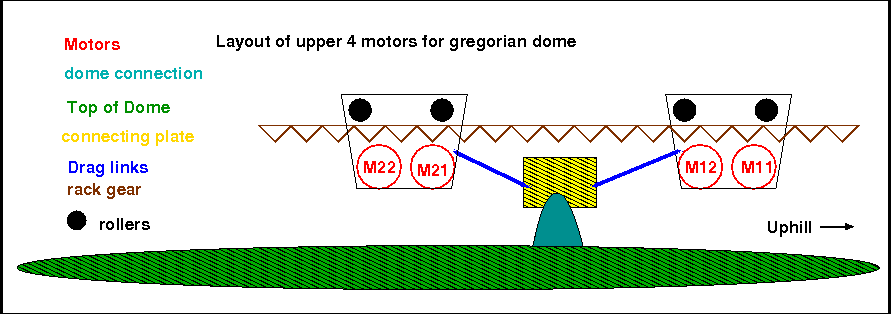 Layout of upper 4 motors for gregorian dome
Motors
dome connection
Top of Dome
connecting plate
Drag links
rack gear
rollers
M22
M21
M12
M11
Uphill